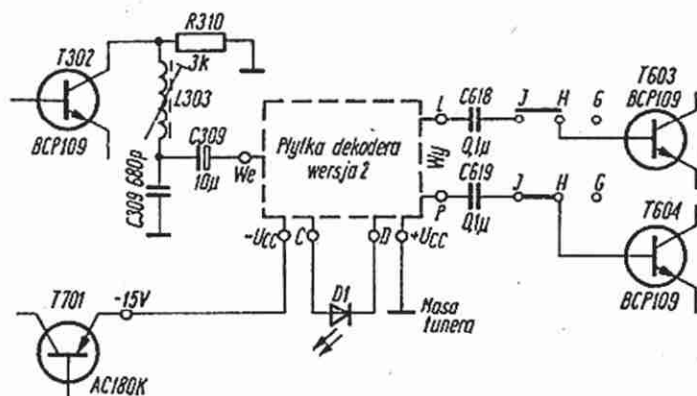 R310
T302
3k
L303
BCP109
C309
10μ
We
C309 680p
Płytka dekodera
wersja 2
Wy
L
C618
0,1μ
J
H
G
T603
BCP109
P
C619
0,1μ
J
H
G
T604
BCP109
-UCC
C
D
+UCC
D1
Masa
tunera
T701
-15V
AC180K